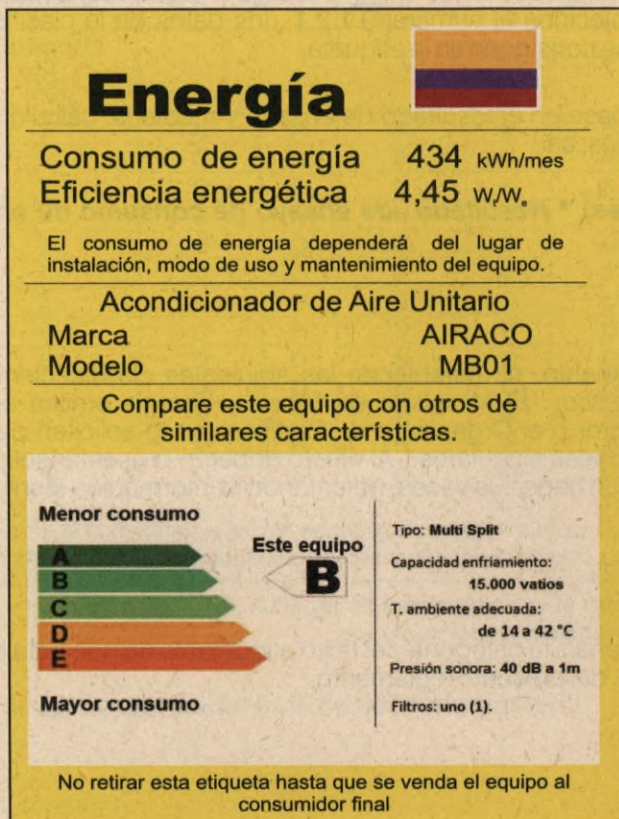 Energía
Consumo de energía 434 kWh/mes
Eficiencia energética 4,45 Wt/We
El consumo de energía dependerá del lugar de
instalación, modo de uso y mantenimiento del equipo.
Acondicionador de Aire Unitario
Marca AIRACO
Modelo MB01
Compare este equipo con otros de
similares características.
Menor consumo
A
B
C
D
E
Mayor consumo
Este equipo
B
Tipo: Multi Split
Capacidad enfriamiento:
15.000 vatios
T. ambiente adecuada:
de 14 a 42 °C
Presión sonora: 40 dB a 1m
Filtros: uno (1).
No retirar esta etiqueta hasta que se venda el equipo al
consumidor final